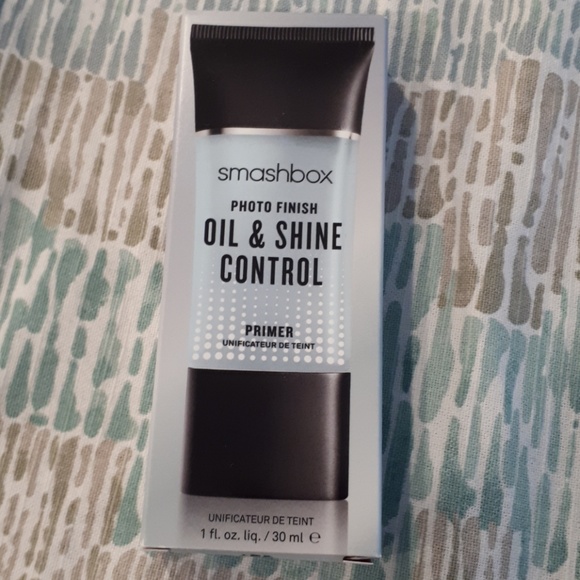 smashbox
PHOTO FINISH
OIL & SHINE
CONTROL
PRIMER
UNIFICATEUR DE TEINT
UNIFICATEUR DE TEINT
1 fl. oz. liq. / 30 ml ℮